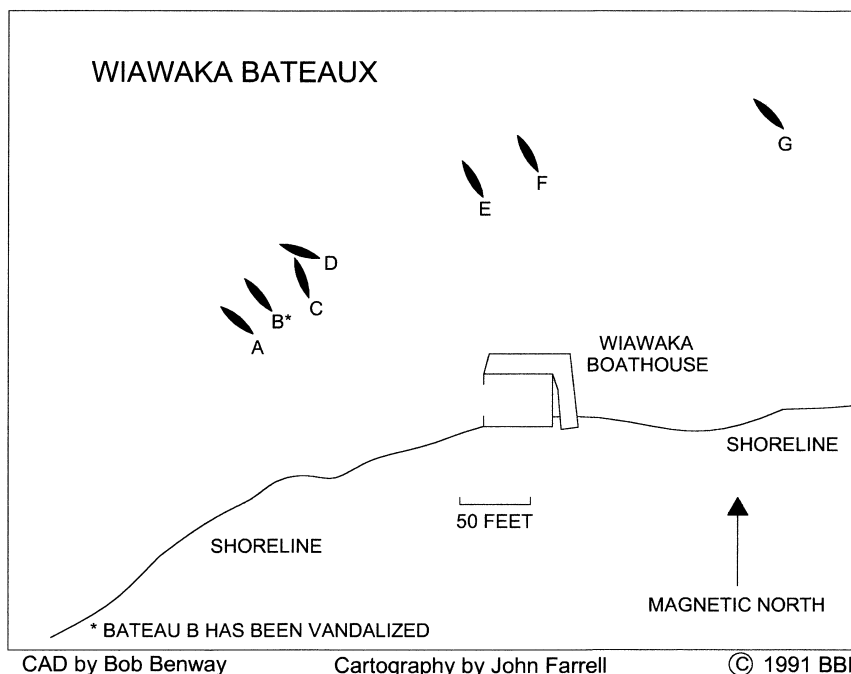 WIAWAKA BATEAUX
G
F
E
D
C
B*
A
WIAWAKA
BOATHOUSE
SHORELINE
50 FEET
SHORELINE
MAGNETIC NORTH
* BATEAU B HAS BEEN VANDALIZED
CAD by Bob Benway
Cartography by John Farrell
© 1991 BBI